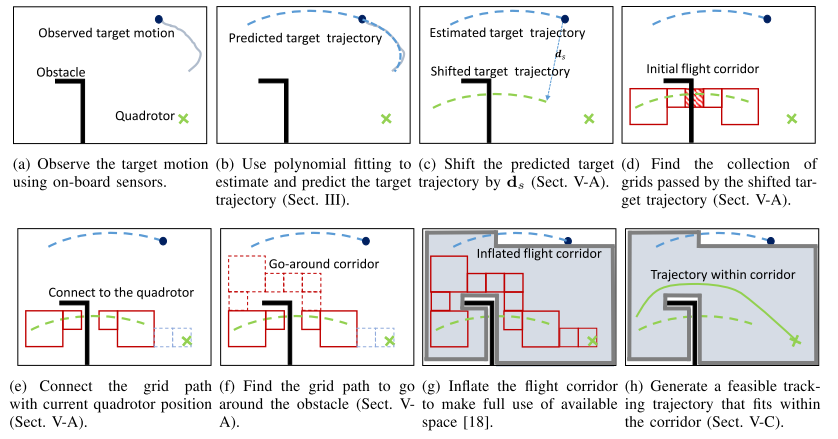 Observed target motion
Obstacle
Quadrotor
Predicted target trajectory
Estimated target trajectory
d_s
Shifted target trajectory
Initial flight corridor
(a) Observe the target motion
using on-board sensors.
(b) Use polynomial fitting to
estimate and predict the target
trajectory (Sect. III).
(c) Shift the predicted target
trajectory by d_s (Sect. V-A).
(d) Find the collection of
grids passed by the shifted tar-
get trajectory (Sect. V-A).
Connect to the quadrotor
Go-around corridor
Inflated flight corridor
Trajectory within corridor
(e) Connect the grid path
with current quadrotor position
(Sect. V-A).
(f) Find the grid path to go
around the obstacle (Sect. V-
A).
(g) Inflate the flight corridor
to make full use of available
space [18].
(h) Generate a feasible track-
ing trajectory that fits within
the corridor (Sect. V-C).